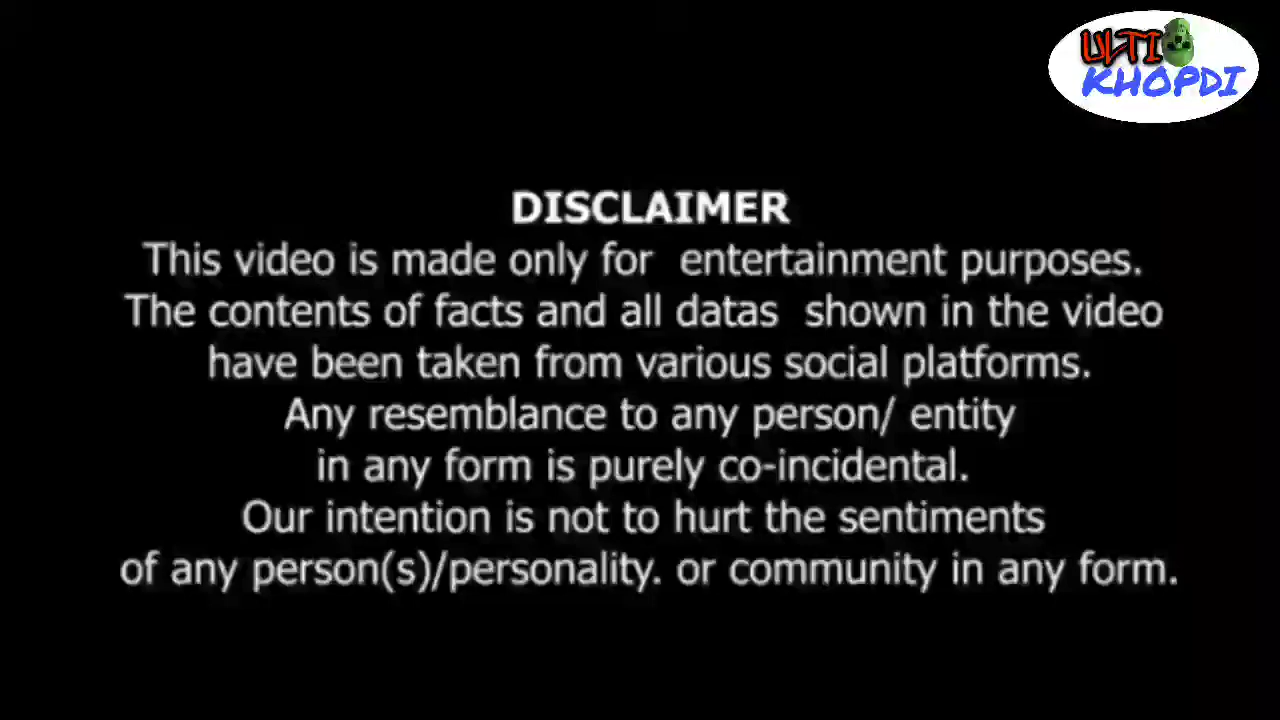 ULTI
KHOPDI
DISCLAIMER
This video is made only for entertainment purposes.
The contents of facts and all datas shown in the video
have been taken from various social platforms.
Any resemblance to any person/ entity
in any form is purely co-incidental.
Our intention is not to hurt the sentiments
of any person(s)/personality. or community in any form.